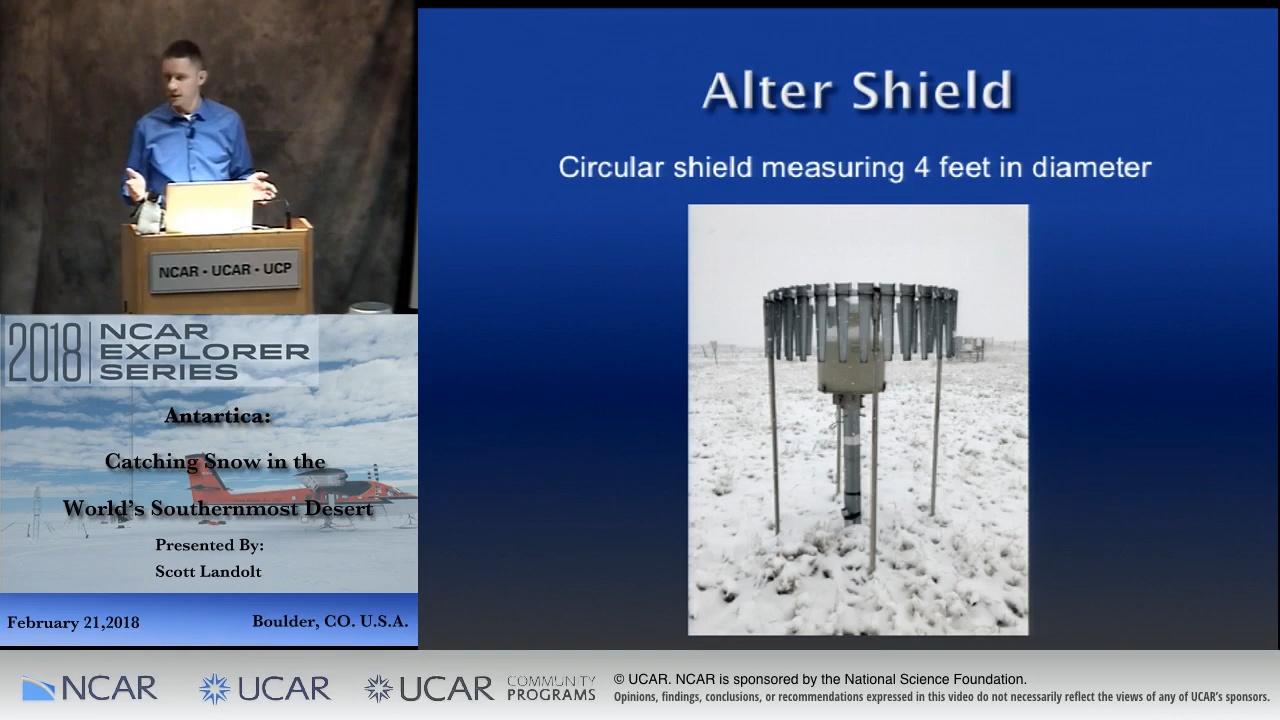 Alter Shield
Circular shield measuring 4 feet in diameter
NCAR • UCAR • UCP
2018 NCAR
EXPLORER
SERIES
Antartica:
Catching Snow in the
World's Southernmost Desert
Presented By:
Scott Landolt
February 21,2018
Boulder, CO. U.S.A.
NCAR
UCAR
UCAR COMMUNITY
PROGRAMS
© UCAR. NCAR is sponsored by the National Science Foundation.
Opinions, findings, conclusions, or recommendations expressed in this video do not necessarily reflect the views of any of UCAR's sponsors.